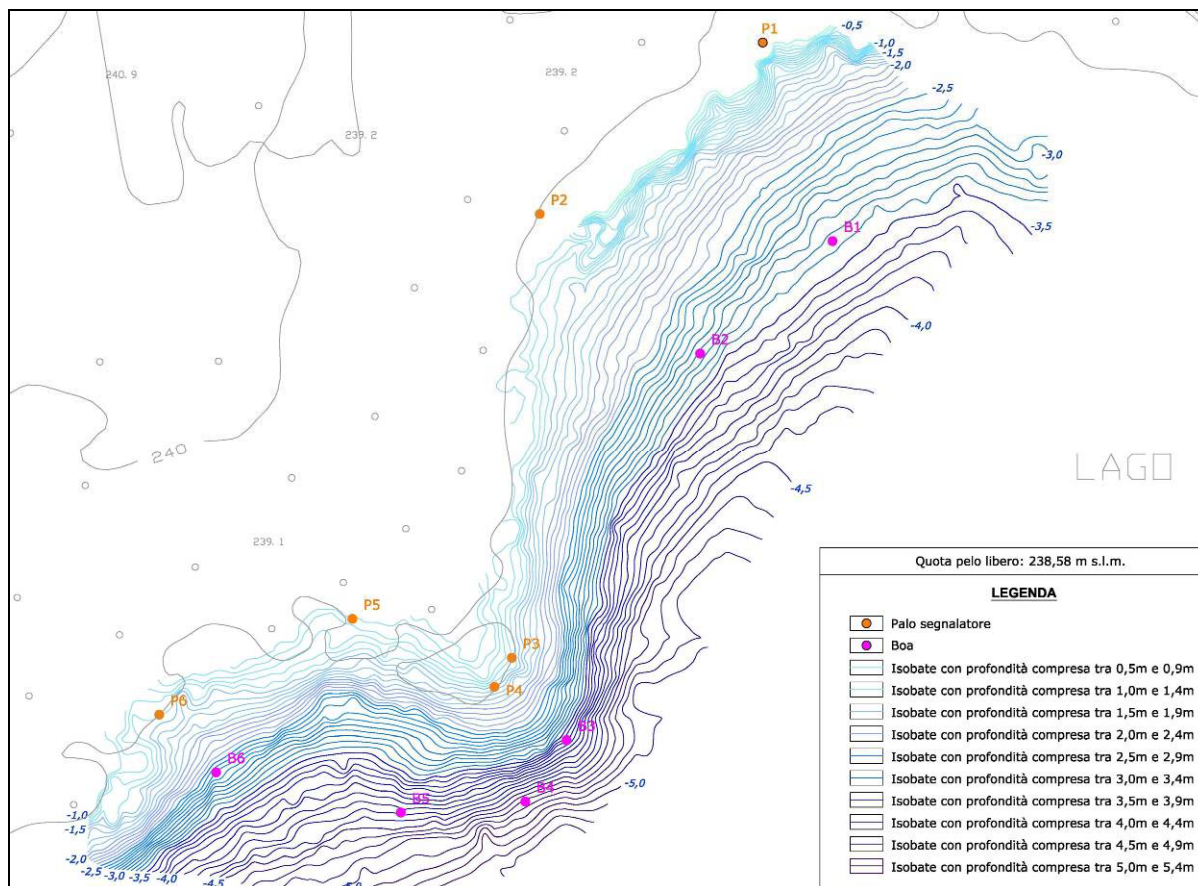 P1
-0,5
-1,0
-1,5
-2,0
240.9
239.2
-2,5
239.2
-3,0
P2
B1
-3,5
-4,0
B2
240
LAGO
-4,5
239.1
P5
P3
P4
P6
B3
B6
-5,0
B4
B5
-1,0
-1,5
-2,0
-2,5 -3,0 -3,5 -4,0
-4,5
-5,0
Quota pelo libero: 238,58 m s.l.m.
LEGENDA
Palo segnalatore
Boa
Isobate con profondità compresa tra 0,5m e 0,9m
Isobate con profondità compresa tra 1,0m e 1,4m
Isobate con profondità compresa tra 1,5m e 1,9m
Isobate con profondità compresa tra 2,0m e 2,4m
Isobate con profondità compresa tra 2,5m e 2,9m
Isobate con profondità compresa tra 3,0m e 3,4m
Isobate con profondità compresa tra 3,5m e 3,9m
Isobate con profondità compresa tra 4,0m e 4,4m
Isobate con profondità compresa tra 4,5m e 4,9m
Isobate con profondità compresa tra 5,0m e 5,4m